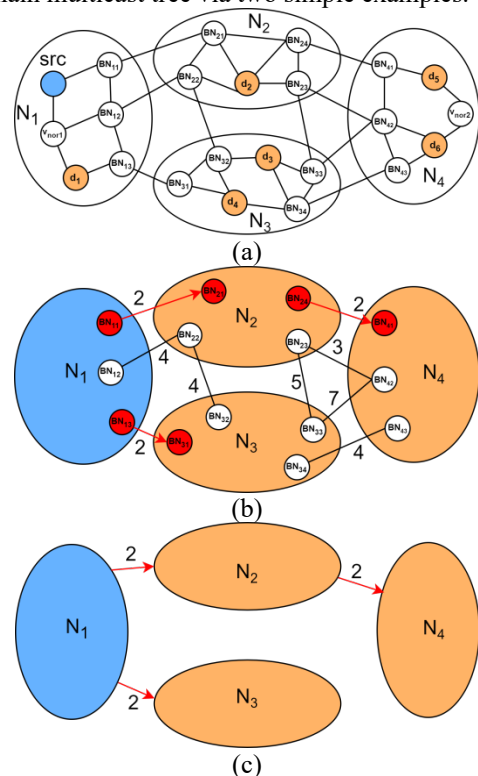 main multicast tree via two simple examples.
src
N1
BN11
BN12
BN13
vnor1
d1
N2
BN21
BN22
BN23
BN24
d2
BN31
BN32
BN33
BN34
d3
d4
N3
BN41
BN42
BN43
d5
d6
vnor2
N4
(a)
N1
BN11
BN12
BN13
2
4
2
N2
BN21
BN22
BN24
BN23
4
5
2
3
7
4
N3
BN32
BN31
BN33
BN34
N4
BN41
BN42
BN43
(b)
N1
2
N2
2
N4
2
N3
(c)